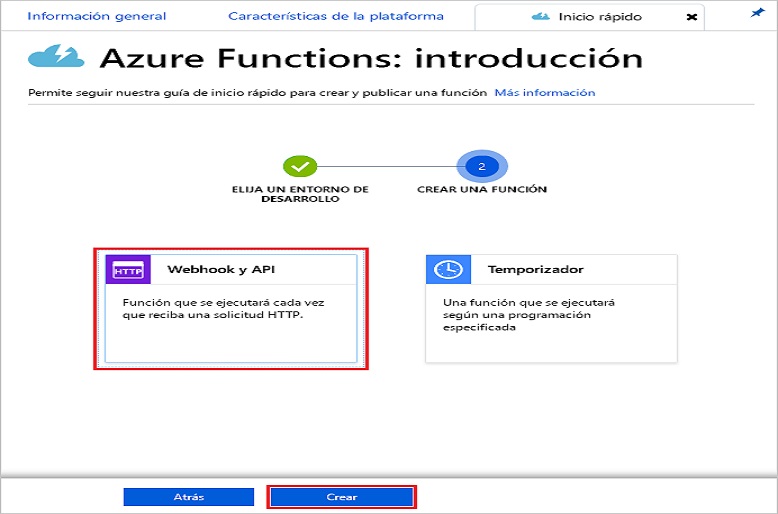 Información general
Características de la plataforma
Inicio rápido
Azure Functions: introducción
Permite seguir nuestra guía de inicio rápido para crear y publicar una función Más información
2
ELIJA UN ENTORNO DE
DESARROLLO
CREAR UNA FUNCIÓN
HTTP
Webhook y API
Función que se ejecutará cada vez
que reciba una solicitud HTTP.
Temporizador
Una función que se ejecutará
según una programación
especificada
Atrás
Crear